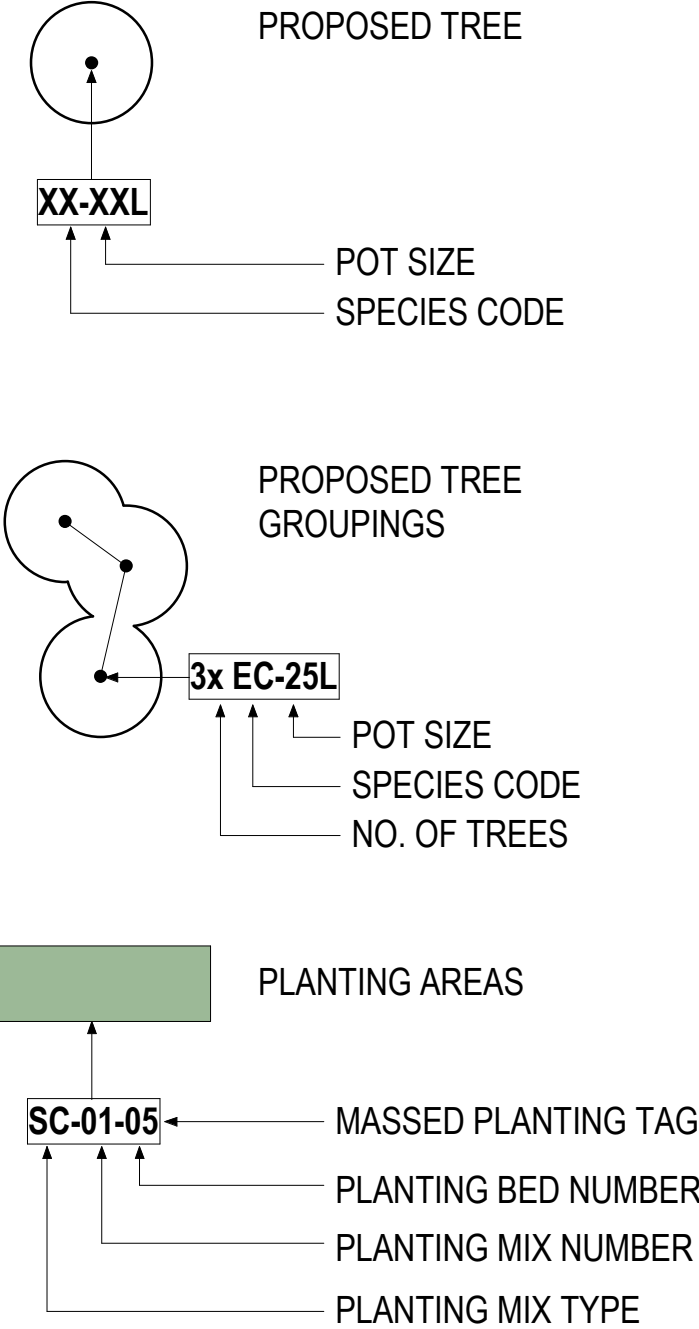 PROPOSED TREE
XX-XXL
POT SIZE
SPECIES CODE
PROPOSED TREE
GROUPINGS
3x EC-25L
POT SIZE
SPECIES CODE
NO. OF TREES
PLANTING AREAS
SC-01-05
MASSED PLANTING TAG
PLANTING BED NUMBER
PLANTING MIX NUMBER
PLANTING MIX TYPE